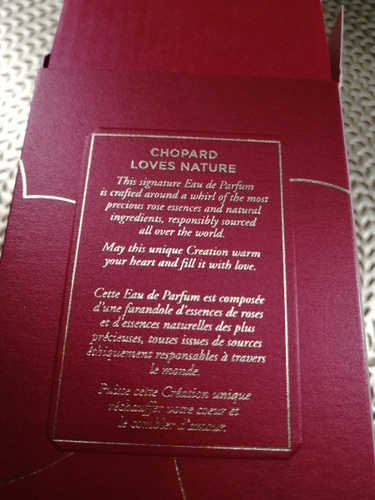 CHOPARD
LOVES NATURE
This signature Eau de Parfum
is crafted around a whirl of the most
precious rose essences and natural
ingredients, responsibly sourced
all over the world.
May this unique Creation warm
your heart and fill it with love.
Cette Eau de Parfum est composée
d'une farandole d'essences de roses
et d'essences naturelles des plus
précieuses, toutes issues de sources
éthiquement responsables à travers
le monde.
Puisse cette Création unique
réchauffer votre coeur et
le combler d'amour.